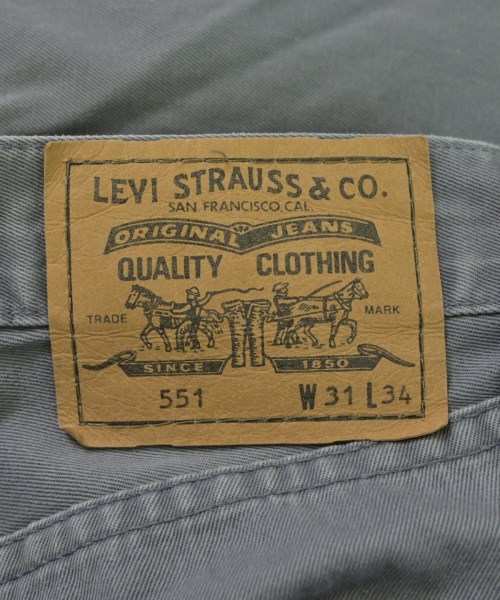 LEVI STRAUSS & CO.
SAN FRANCISCO, CAL.
ORIGINAL JEANS
QUALITY CLOTHING
TRADE MARK
SINCE 1850
551 W 31 L 34